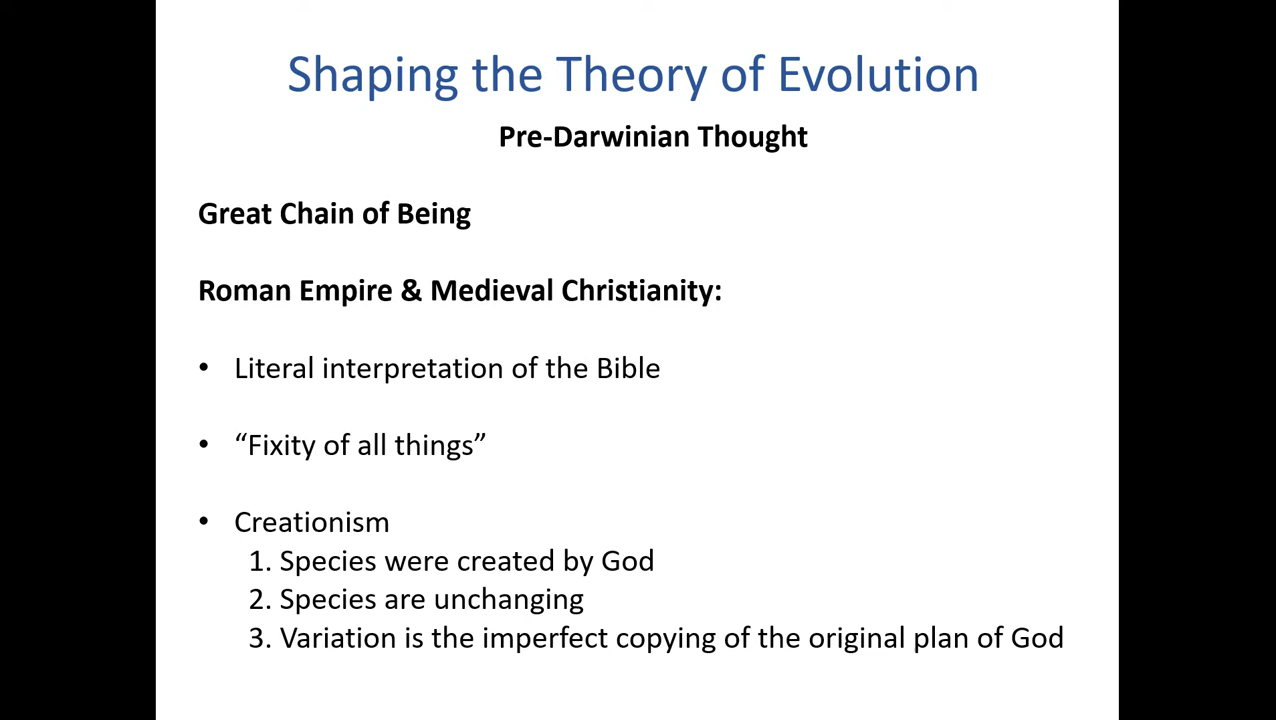 Shaping the Theory of Evolution
Pre-Darwinian Thought
Great Chain of Being
Roman Empire & Medieval Christianity:
• Literal interpretation of the Bible
• “Fixity of all things”
• Creationism
1. Species were created by God
2. Species are unchanging
3. Variation is the imperfect copying of the original plan of God